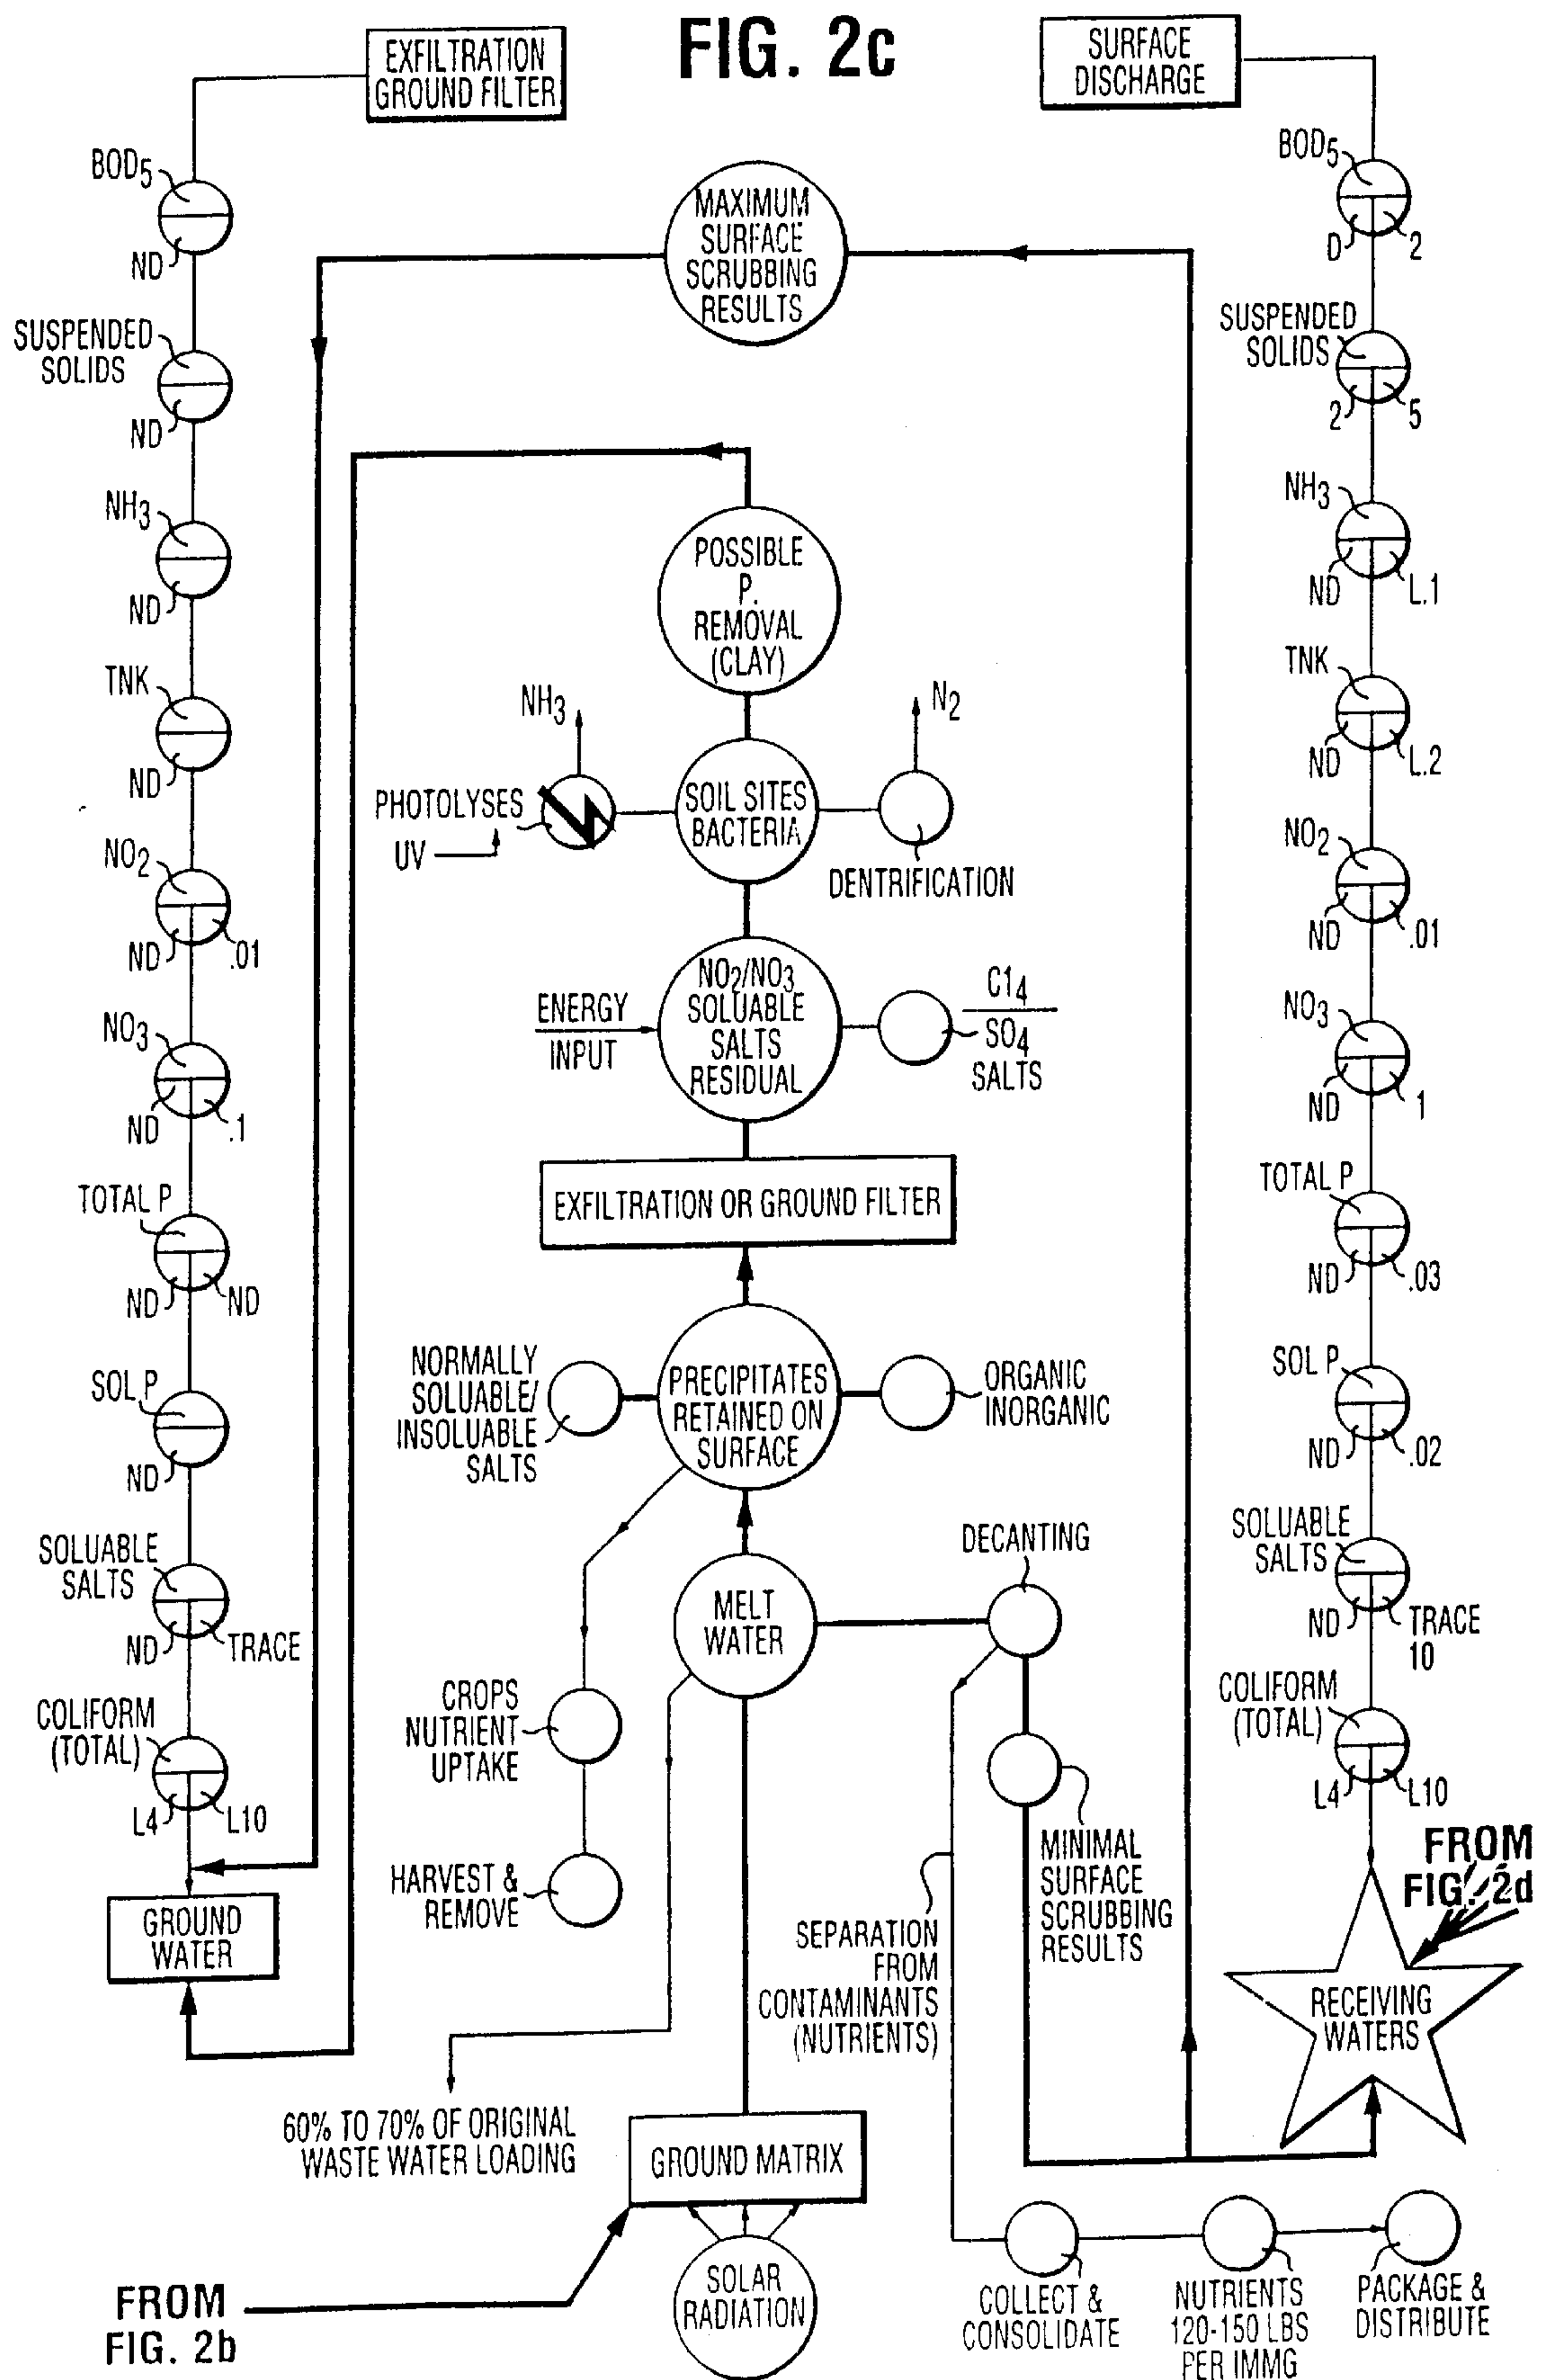 FIG. 2c
EXFILTRATION
GROUND FILTER
BOD5
ND
SUSPENDED
SOLIDS
ND
NH3
ND
TNK
ND
NO2
ND
.01
NO3
ND
.1
TOTAL P
ND
ND
SOL P
ND
SOLUABLE
SALTS
ND
TRACE
COLIFORM
(TOTAL)
L4
L10
GROUND
WATER
MAXIMUM
SURFACE
SCRUBBING
RESULTS
POSSIBLE
P.
REMOVAL
(CLAY)
NH3
N2
PHOTOLYSES
UV
SOIL SITES
BACTERIA
DENTRIFICATION
ENERGY
INPUT
NO2/NO3
SOLUABLE
SALTS
RESIDUAL
C14
SO4
SALTS
EXFILTRATION OR GROUND FILTER
NORMALLY
SOLUABLE/
INSOLUABLE
SALTS
PRECIPITATES
RETAINED ON
SURFACE
ORGANIC
INORGANIC
DECANTING
MELT
WATER
CROPS
NUTRIENT
UPTAKE
HARVEST &
REMOVE
MINIMAL
SURFACE
SCRUBBING
RESULTS
SEPARATION
FROM
CONTAMINANTS
(NUTRIENTS)
60% TO 70% OF ORIGINAL
WASTE WATER LOADING
GROUND MATRIX
SOLAR
RADIATION
FROM
FIG. 2b
COLLECT &
CONSOLIDATE
NUTRIENTS
120-150 LBS
PER IMMG
PACKAGE &
DISTRIBUTE
SURFACE
DISCHARGE
BOD5
D
2
SUSPENDED
SOLIDS
2
5
NH3
ND
L.1
TNK
ND
L.2
NO2
ND
.01
NO3
ND
1
TOTAL P
ND
.03
SOL P
ND
.02
SOLUABLE
SALTS
ND
TRACE
10
COLIFORM
(TOTAL)
L4
L10
FROM
FIG. 2d
RECEIVING
WATERS